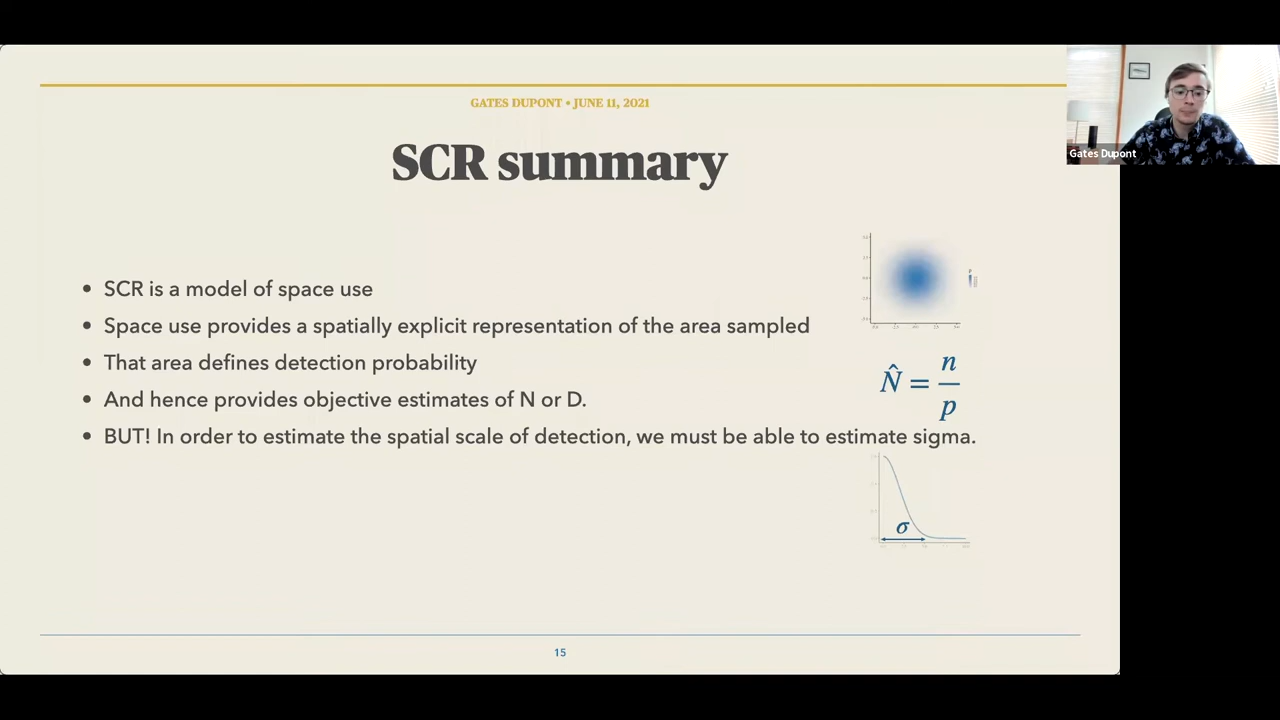 GATES DUPONT • JUNE 11, 2021
SCR summary
Gates Dupont
• SCR is a model of space use
• Space use provides a spatially explicit representation of the area sampled
• That area defines detection probability
• And hence provides objective estimates of N or D.
• BUT! In order to estimate the spatial scale of detection, we must be able to estimate sigma.
N̂ = n/p
σ
15